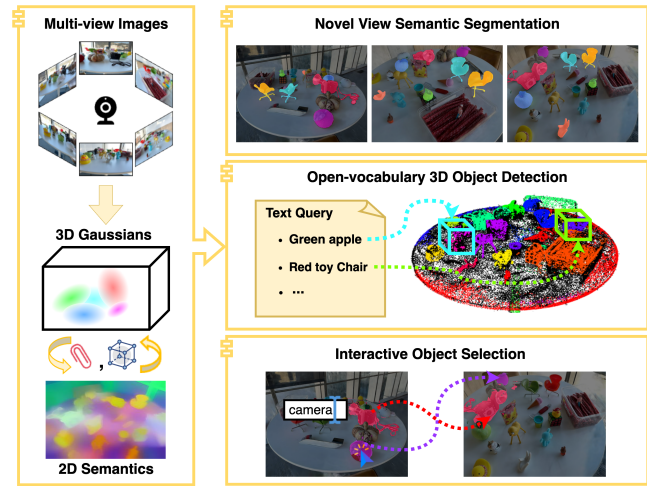 Multi-view Images
3D Gaussians
,
2D Semantics
Novel View Semantic Segmentation
Open-vocabulary 3D Object Detection
Text Query
• Green apple
• Red toy Chair
• ...
Interactive Object Selection
camera